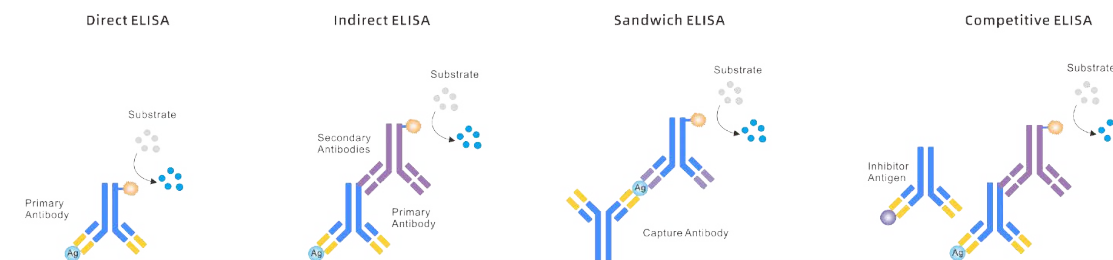 Direct ELISA
Indirect ELISA
Sandwich ELISA
Competitive ELISA
Substrate
Primary
Antibody
Ag
Substrate
Secondary
Antibodies
Primary
Antibody
Ag
Substrate
Ag
Capture Antibody
Substrate
Inhibitor
Antigen
Ag